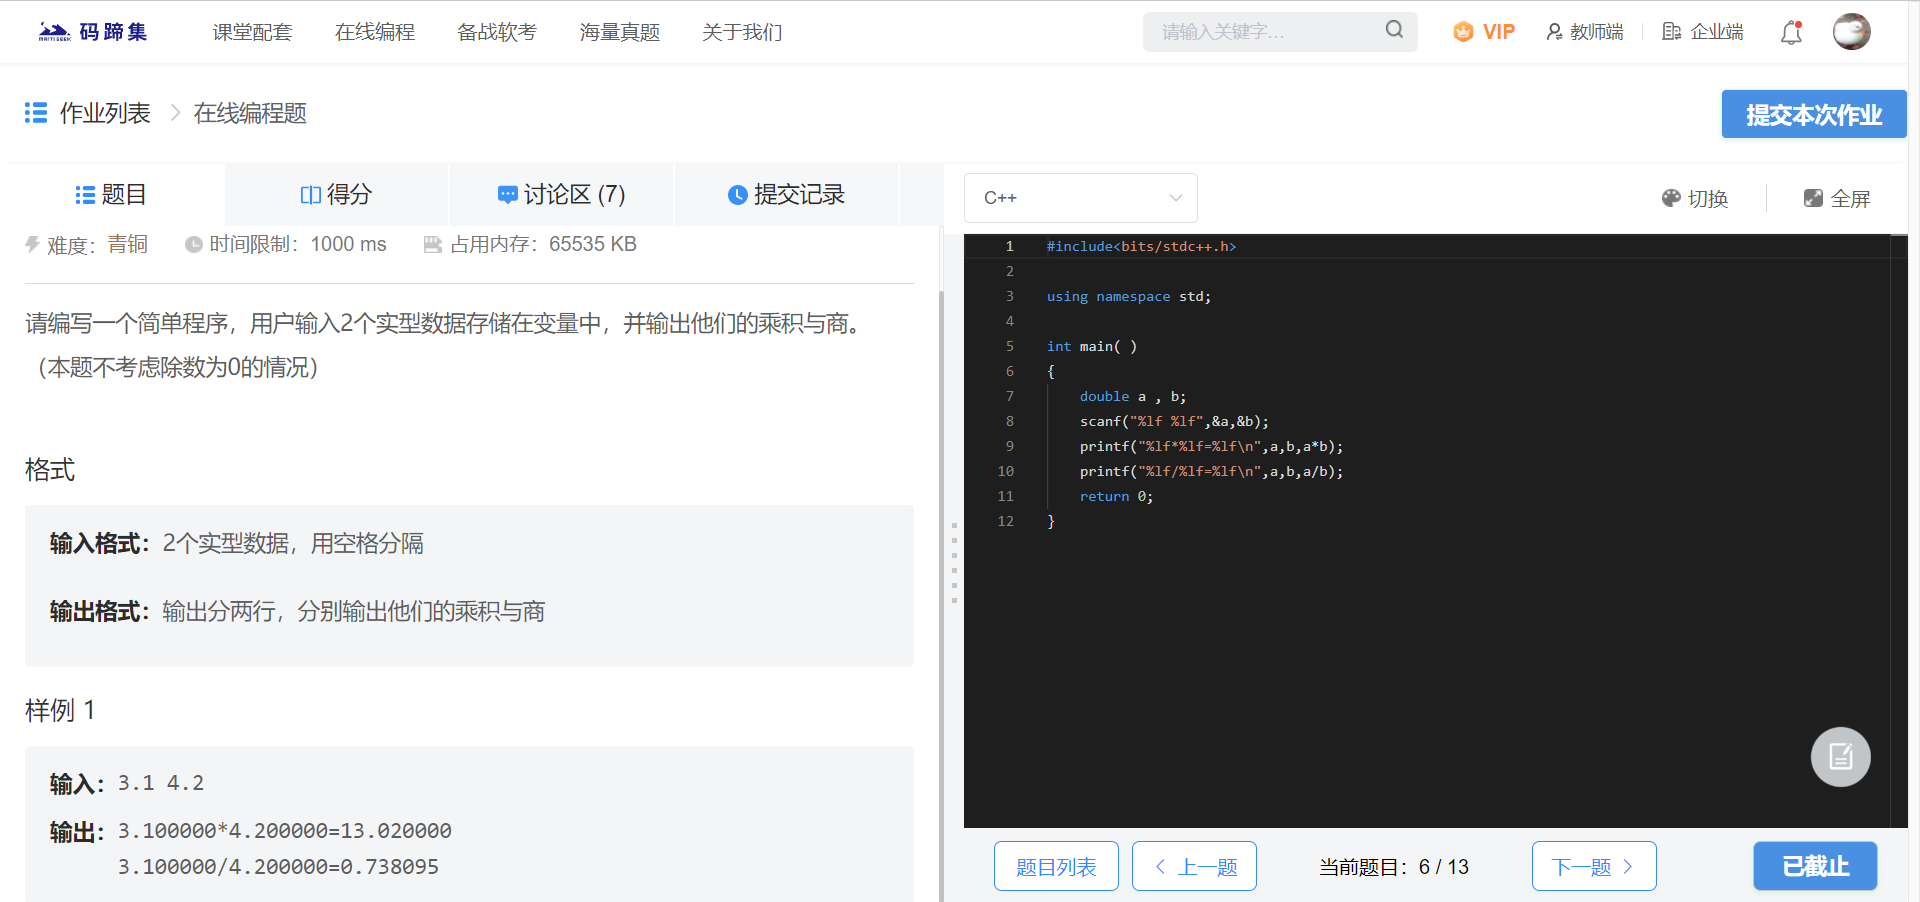 码蹄集
MAITI GEEK
课堂配套
在线编程
备战软考
海量真题
关于我们
请输入关键字...
VIP
教师端
企业端
作业列表
在线编程题
提交本次作业
题目
得分
讨论区 (7)
提交记录
C++
切换
全屏
难度：青铜
时间限制：1000 ms
占用内存：65535 KB
请编写一个简单程序，用户输入2个实型数据存储在变量中，并输出他们的乘积与商。
（本题不考虑除数为0的情况）
格式
输入格式：2个实型数据，用空格分隔
输出格式：输出分两行，分别输出他们的乘积与商
样例 1
输入：3.1 4.2
输出：3.100000*4.200000=13.020000
3.100000/4.200000=0.738095
1 #include<bits/stdc++.h>
2
3 using namespace std;
4
5 int main( )
6 {
7 double a , b;
8 scanf("%lf %lf",&a,&b);
9 printf("%lf*%lf=%lf\n",a,b,a*b);
10 printf("%lf/%lf=%lf\n",a,b,a/b);
11 return 0;
12 }
题目列表
上一题
当前题目：6 / 13
下一题
已截止